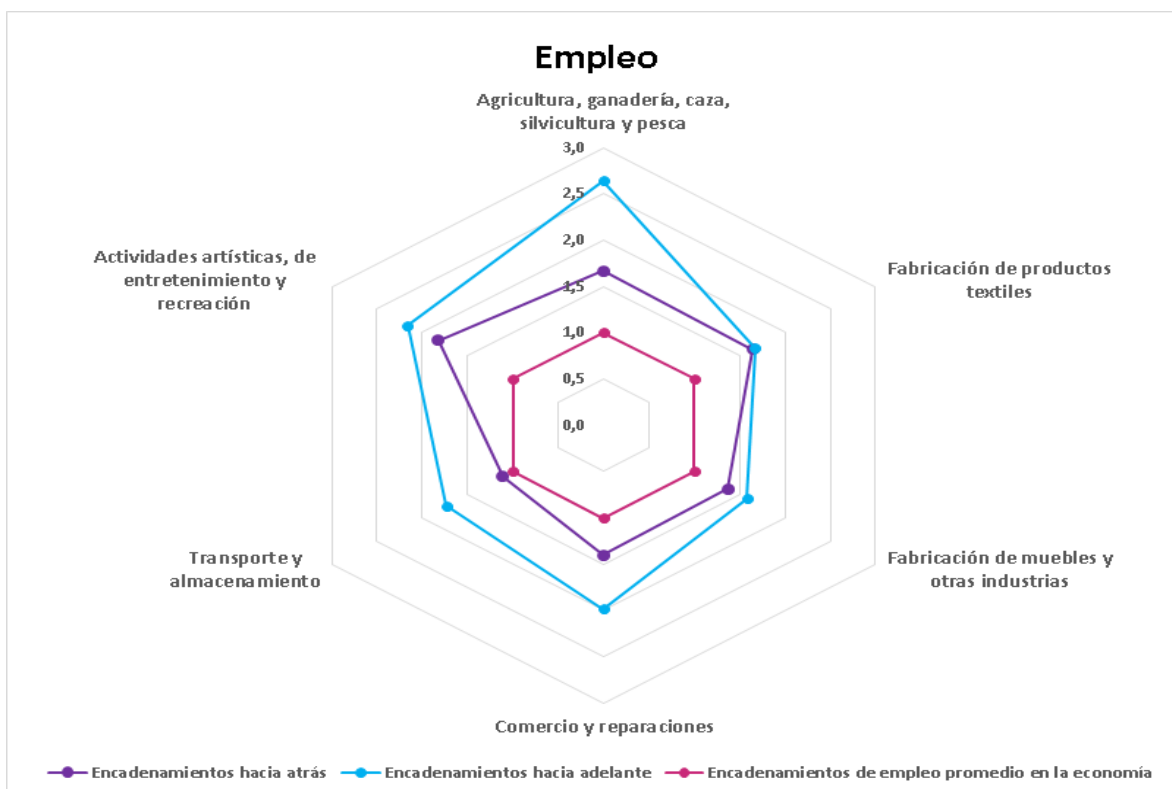 Empleo
Agricultura, ganadería, caza,
silvicultura y pesca
3,0
2,5
2,0
1,5
1,0
0,5
0,0
Actividades artísticas, de
entretenimiento y
recreación
Fabricación de productos
textiles
Transporte y
almacenamiento
Fabricación de muebles y
otras industrias
Comercio y reparaciones
Encadenamientos hacia atrás
Encadenamientos hacia adelante
Encadenamientos de empleo promedio en la economía